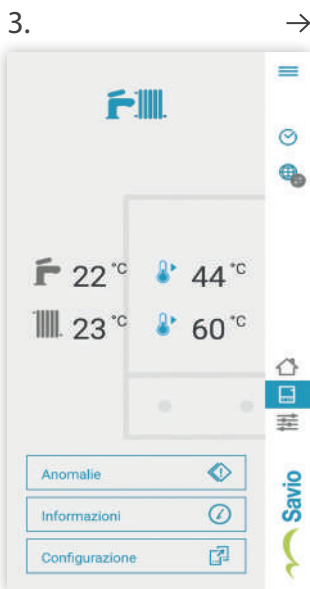 3. →
22 °C 44 °C
23 °C 60 °C
Anomalie
Informazioni
Configurazione
Savio